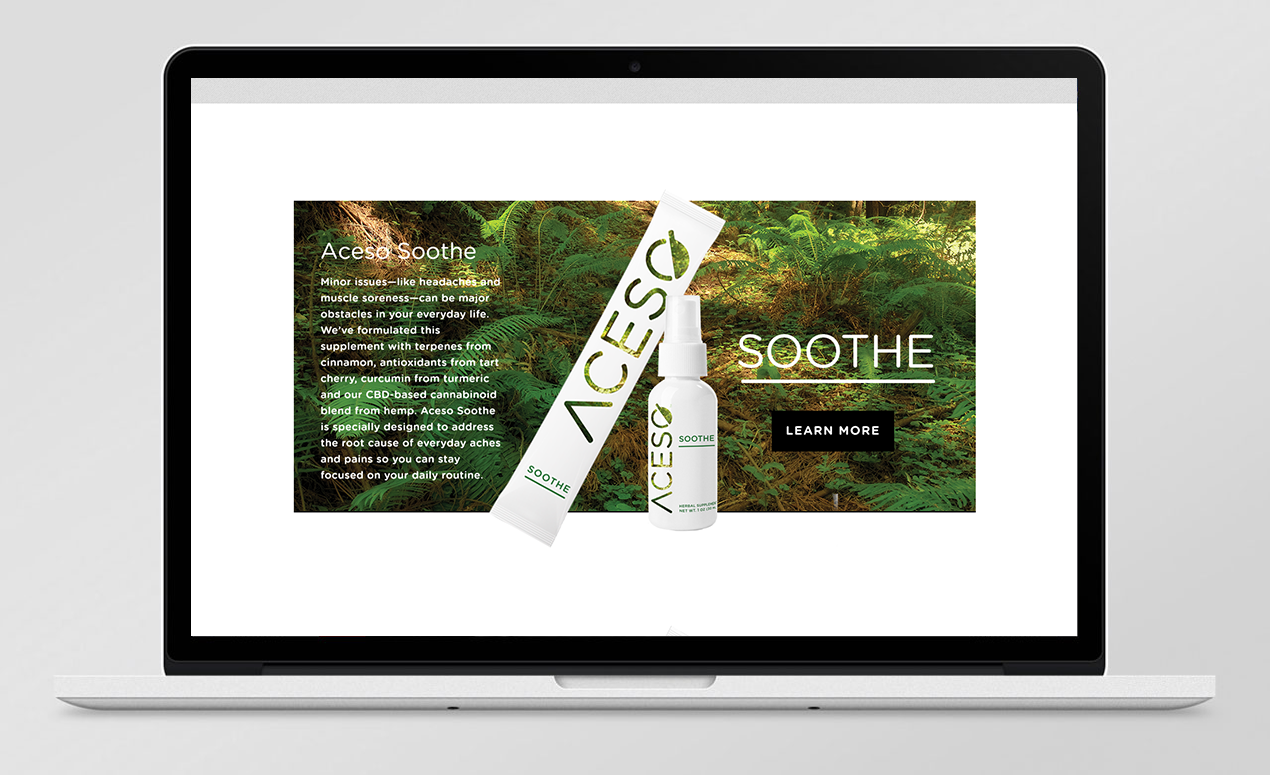 Aceso Soothe
Minor issues—like headaches and
muscle soreness—can be major
obstacles in your everyday life.
We've formulated this
supplement with terpenes from
cinnamon, antioxidants from tart
cherry, curcumin from turmeric
and our CBD-based cannabinoid
blend from hemp. Aceso Soothe
is specially designed to address
the root cause of everyday aches
and pains so you can stay
focused on your daily routine.
ACESO
SOOTHE
ACESO
SOOTHE
HERBAL SUPPLEMENT
NET WT. 1 OZ (30
SOOTHE
LEARN MORE